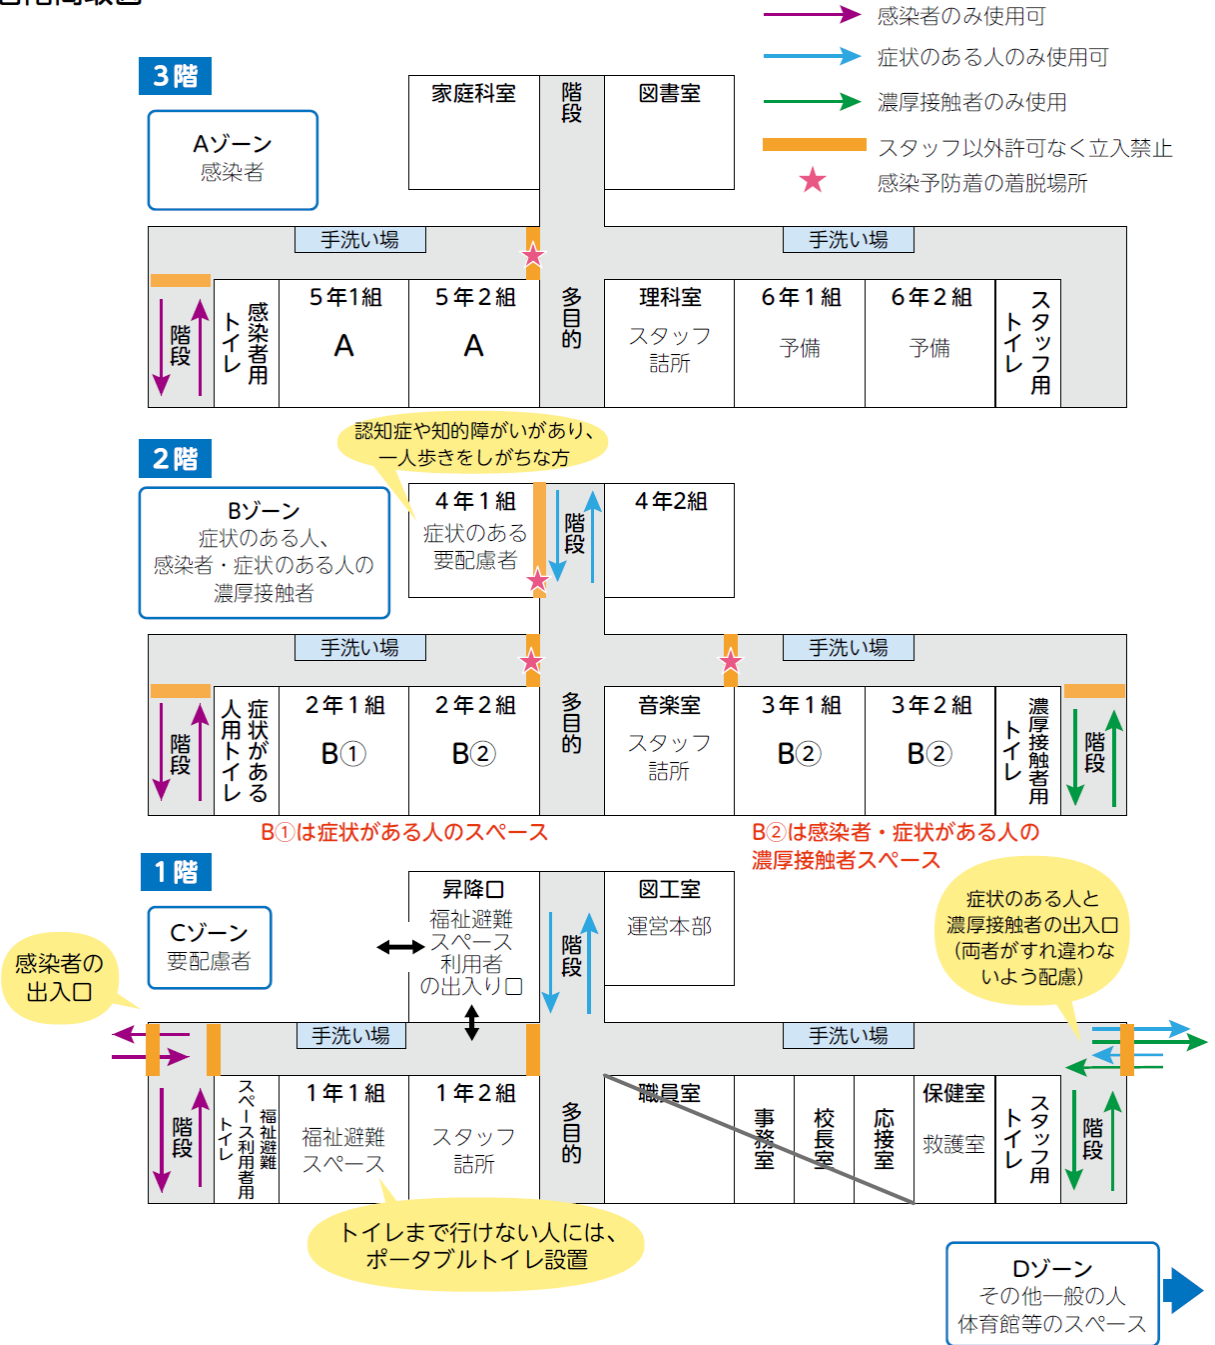 感染者のみ使用可
症状のある人のみ使用可
濃厚接触者のみ使用
スタッフ以外許可なく立入禁止
感染予防着の着脱場所
3階
Aゾーン
感染者
家庭科室
階段
図書室
手洗い場
手洗い場
階段
感染者用
トイレ
5年1組
A
5年2組
A
多目的
理科室
スタッフ
詰所
6年1組
予備
6年2組
予備
スタッフ用
トイレ
認知症や知的障がいがあり、
一人歩きをしがちな方
2階
Bゾーン
症状のある人、
感染者・症状のある人の
濃厚接触者
4年1組
症状のある
要配慮者
階段
4年2組
手洗い場
手洗い場
階段
症状がある
人用トイレ
2年1組
B①
2年2組
B②
多目的
音楽室
スタッフ
詰所
3年1組
B②
3年2組
B②
濃厚接触者用
トイレ
階段
B①は症状がある人のスペース
B②は感染者・症状がある人の
濃厚接触者スペース
1階
Cゾーン
要配慮者
感染者の
出入口
昇降口
福祉避難
スペース
利用者
の出入り口
階段
図工室
運営本部
症状のある人と
濃厚接触者の出入口
(両者がすれ違わな
いよう配慮)
手洗い場
手洗い場
階段
福祉避難
スペース利用者用
トイレ
1年1組
福祉避難
スペース
1年2組
スタッフ
詰所
多目的
職員室
事務室
校長室
応接室
保健室
救護室
スタッフ用
トイレ
階段
トイレまで行けない人には、
ポータブルトイレ設置
Dゾーン
その他一般の人
体育館等のスペース